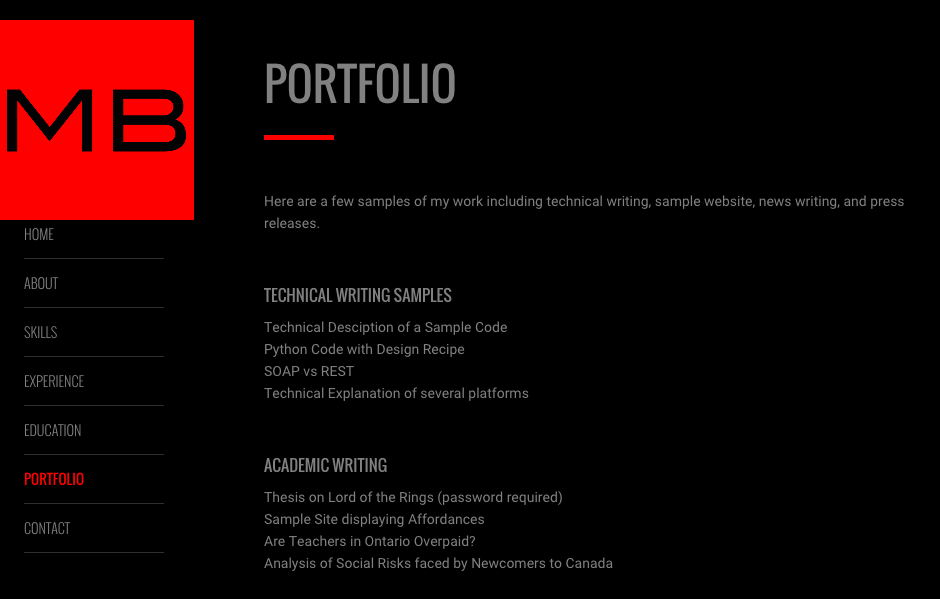 MB
HOME
ABOUT
SKILLS
EXPERIENCE
EDUCATION
PORTFOLIO
CONTACT
PORTFOLIO
Here are a few samples of my work including technical writing, sample website, news writing, and press
releases.
TECHNICAL WRITING SAMPLES
Technical Desciption of a Sample Code
Python Code with Design Recipe
SOAP vs REST
Technical Explanation of several platforms
ACADEMIC WRITING
Thesis on Lord of the Rings (password required)
Sample Site displaying Affordances
Are Teachers in Ontario Overpaid?
Analysis of Social Risks faced by Newcomers to Canada